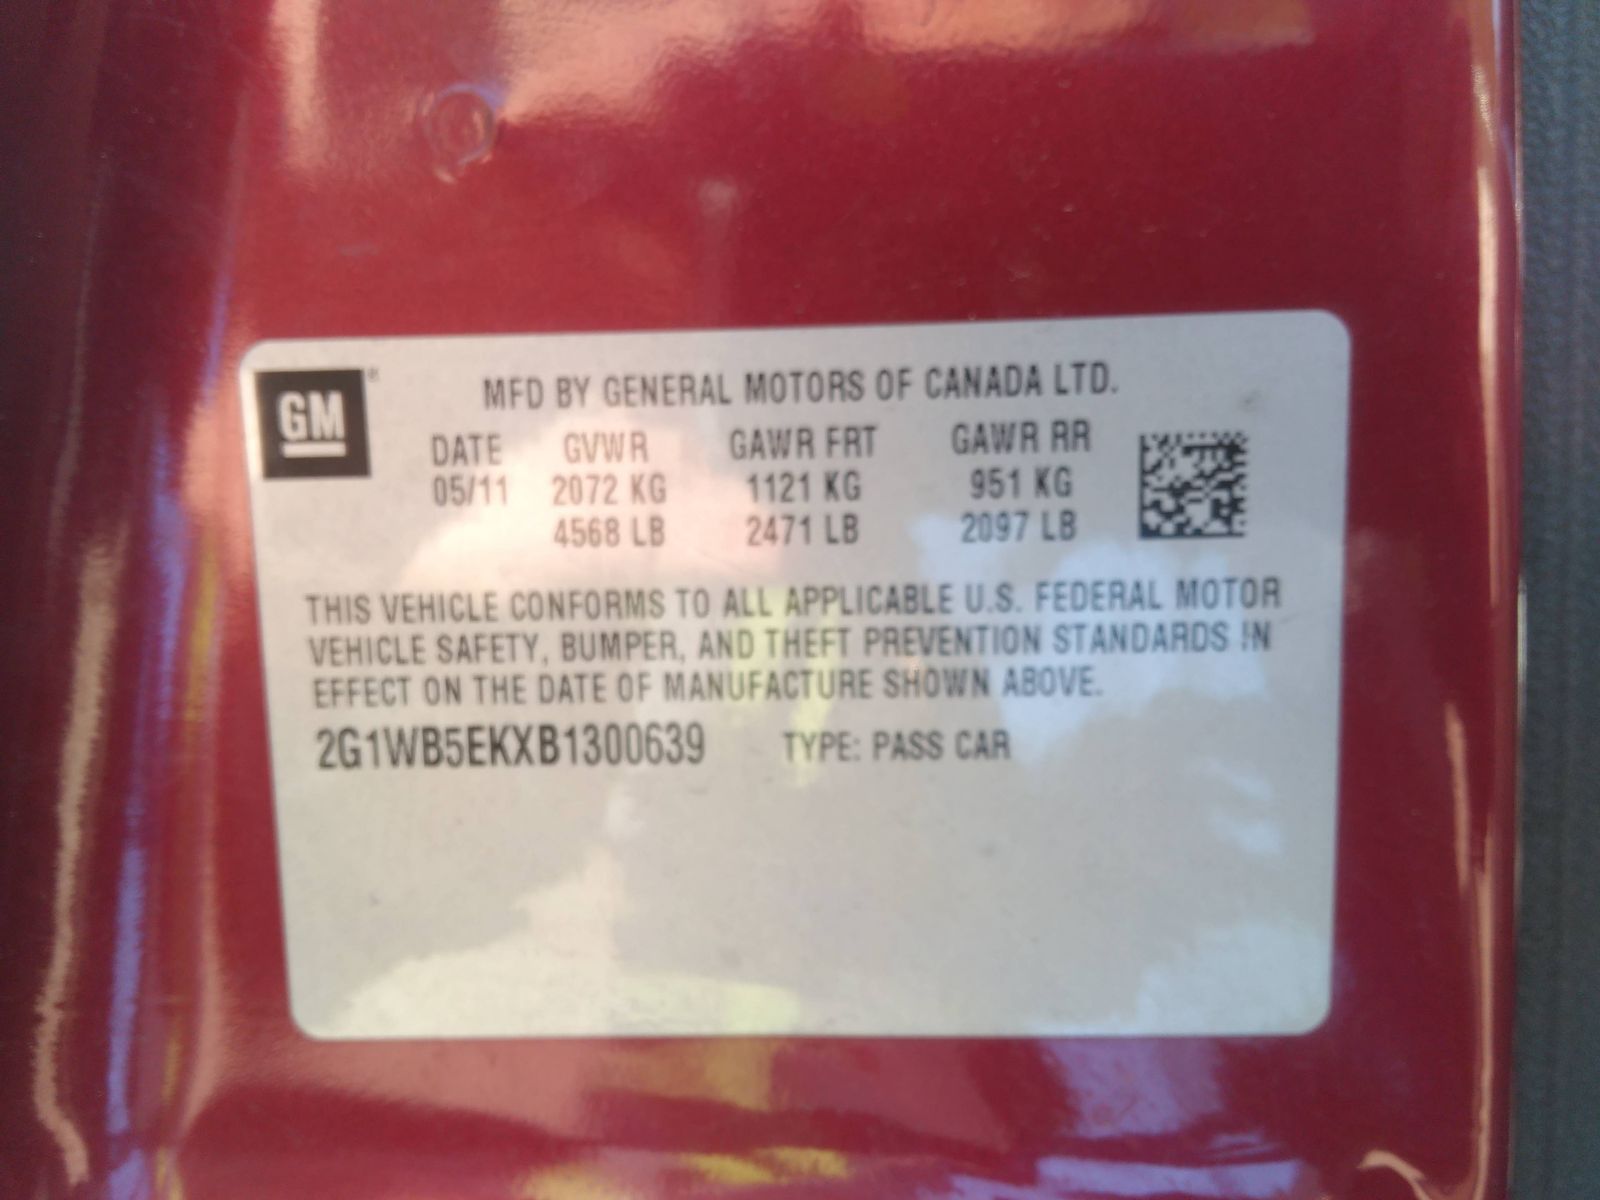 GM®
MFD BY GENERAL MOTORS OF CANADA LTD.
DATE GVWR GAWR FRT GAWR RR
05/11 2072 KG 1121 KG 951 KG
4568 LB 2471 LB 2097 LB
THIS VEHICLE CONFORMS TO ALL APPLICABLE U.S. FEDERAL MOTOR
VEHICLE SAFETY, BUMPER, AND THEFT PREVENTION STANDARDS IN
EFFECT ON THE DATE OF MANUFACTURE SHOWN ABOVE.
2G1WB5EKXB1300639 TYPE: PASS CAR